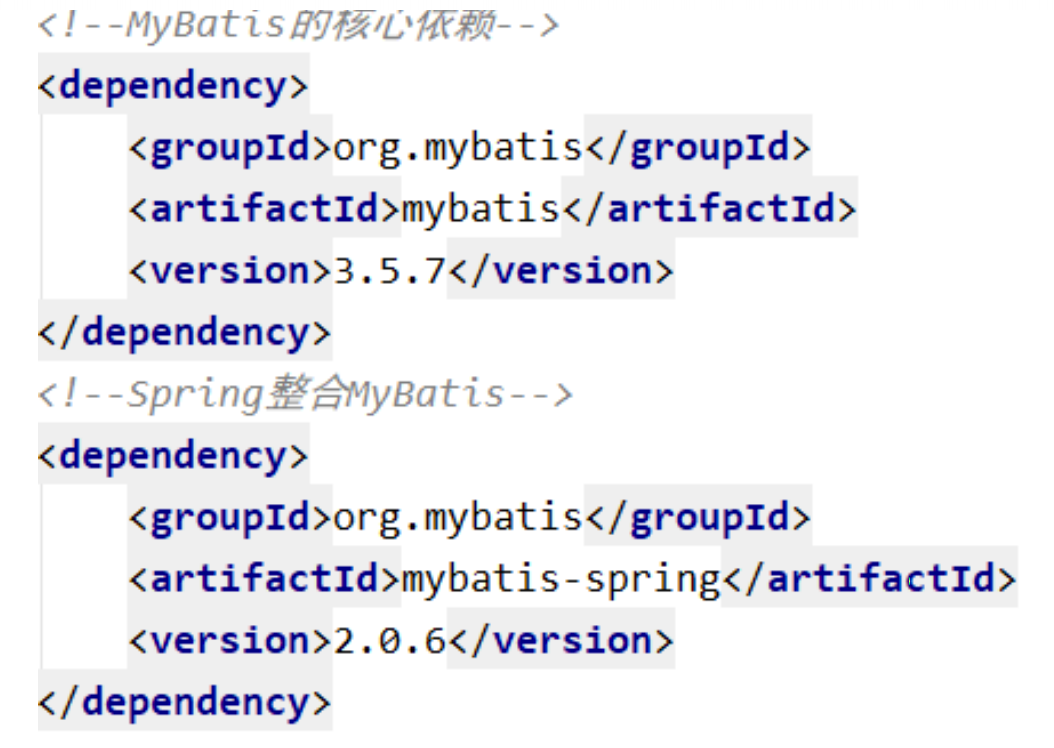 <!--MyBatis的核心依赖-->
<dependency>
    <groupId>org.mybatis</groupId>
    <artifactId>mybatis</artifactId>
    <version>3.5.7</version>
</dependency>
<!--Spring整合MyBatis-->
<dependency>
    <groupId>org.mybatis</groupId>
    <artifactId>mybatis-spring</artifactId>
    <version>2.0.6</version>
</dependency>